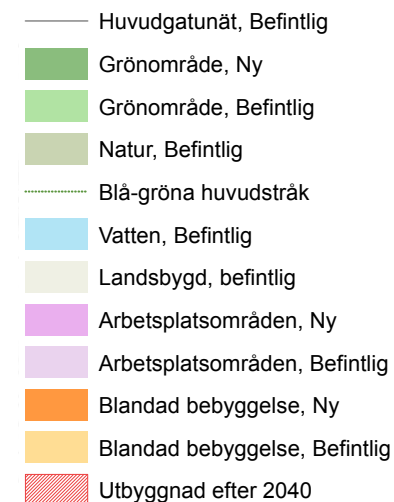 Huvudgatunät, Befintlig
Grönområde, Ny
Grönområde, Befintlig
Natur, Befintlig
Blå-gröna huvudstråk
Vatten, Befintlig
Landsbygd, befintlig
Arbetsplatsområden, Ny
Arbetsplatsområden, Befintlig
Blandad bebyggelse, Ny
Blandad bebyggelse, Befintlig
Utbyggnad efter 2040